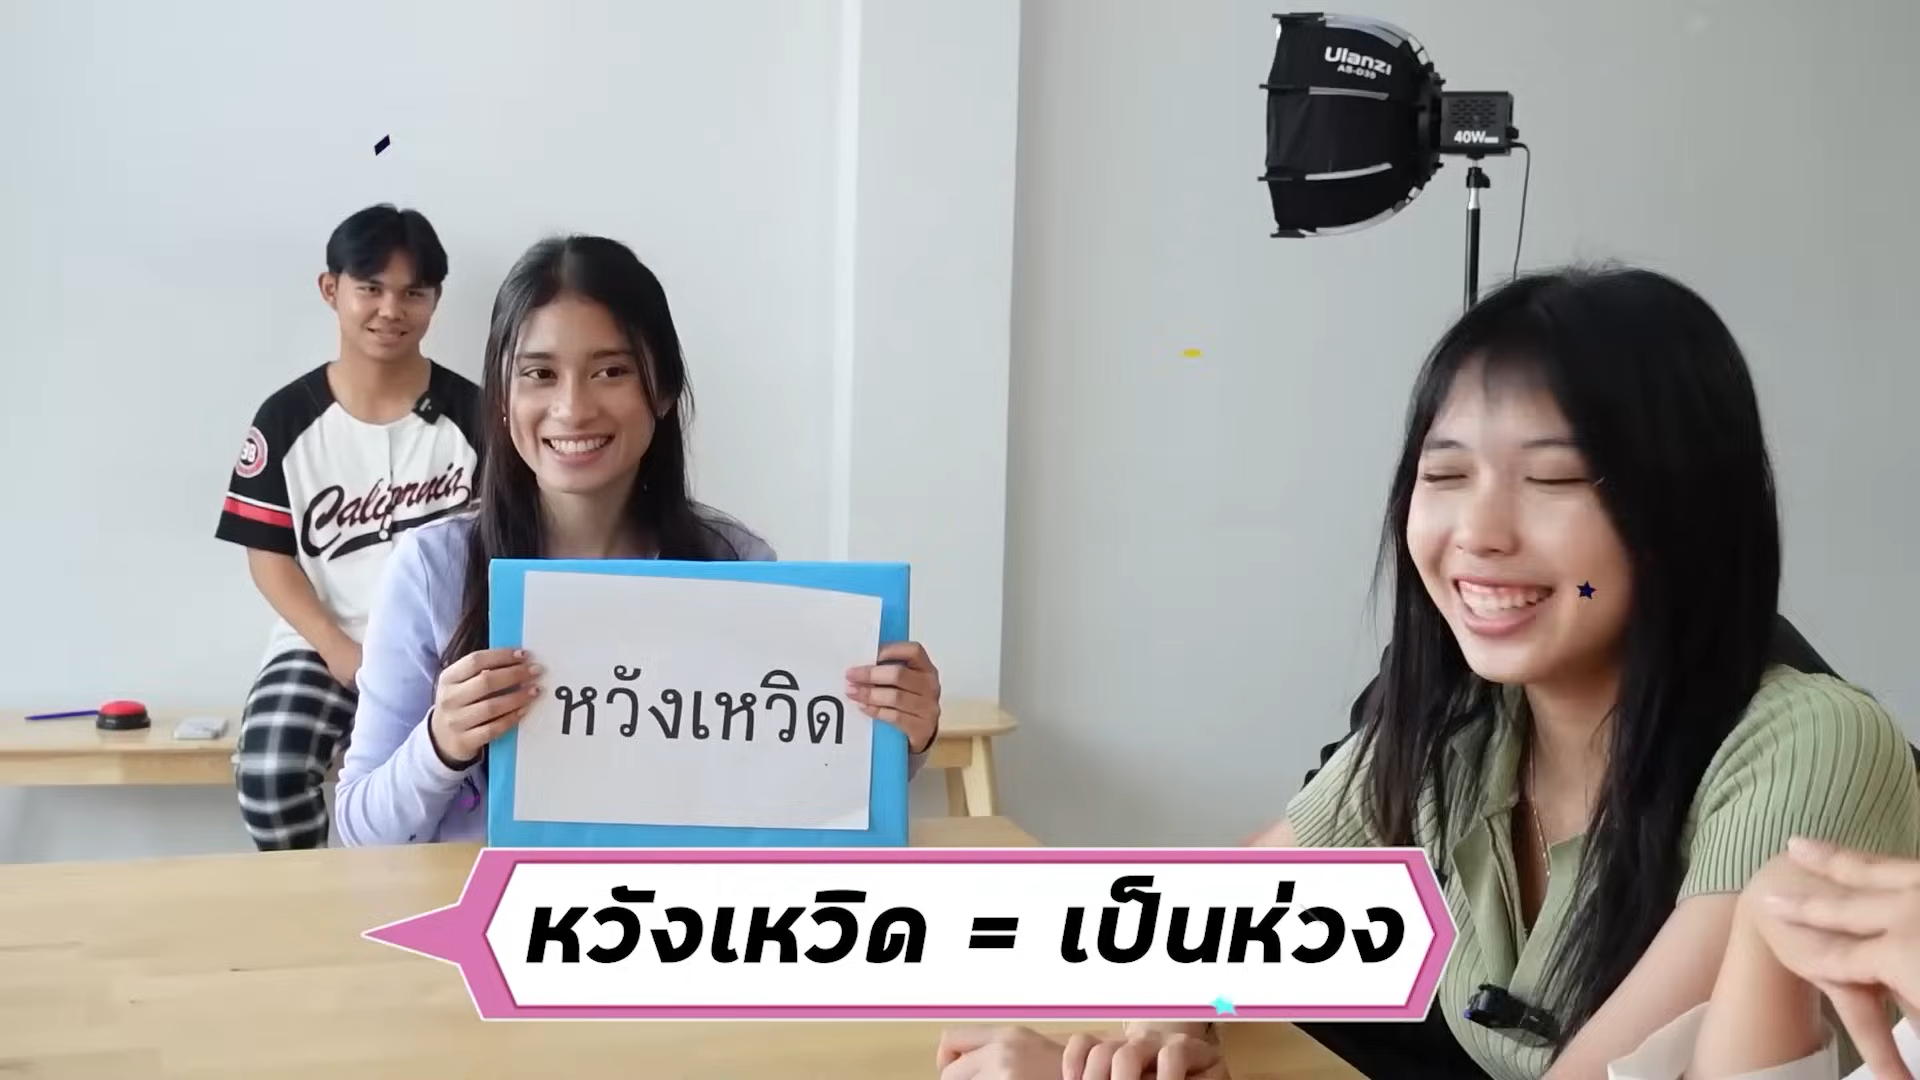 Ulanzi
AS-D35
40W
38
California
หวังเหวิด
หวังเหวิด = เป็นห่วง